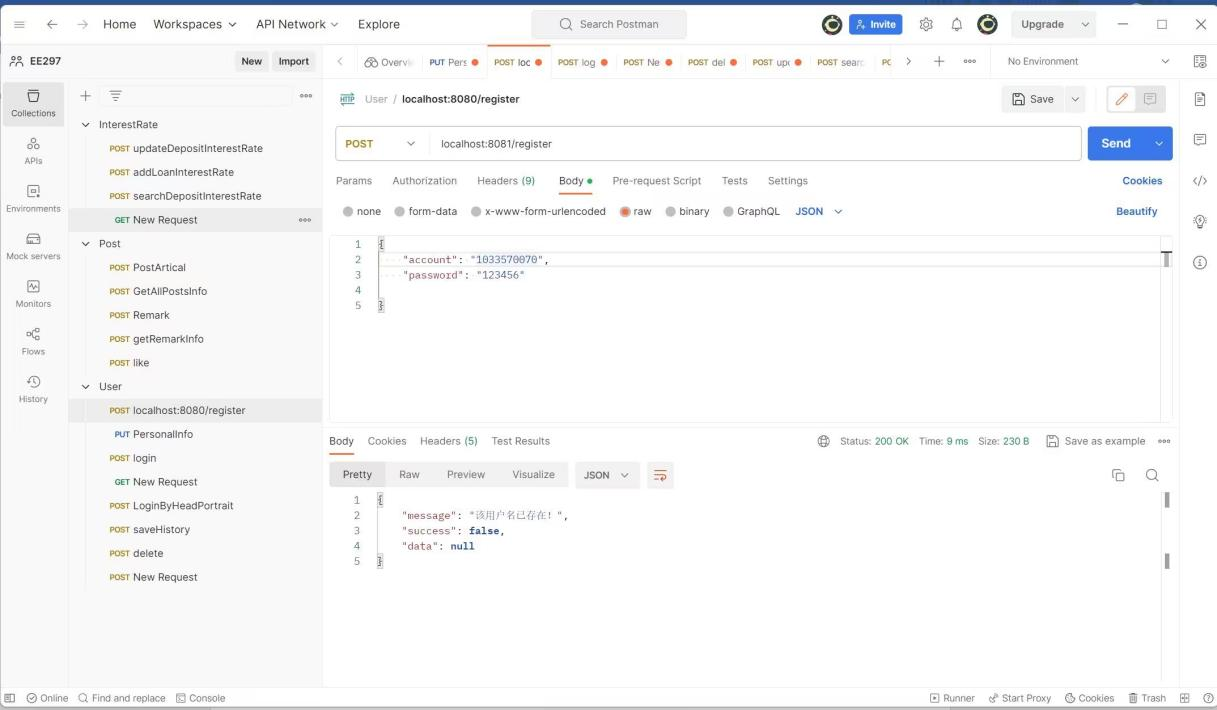 Home Workspaces API Network Explore Search Postman Invite Upgrade
EE297 New Import Overvi PUT Pers POST loc POST log POST Ne POST del POST up POST searc PC No Environment
Collections
APIs
Environments
Mock servers
Monitors
Flows
History
InterestRate
POST updateDepositInterestRate
POST addLoanInterestRate
POST searchDepositInterestRate
GET New Request
Post
POST PostArtical
POST GetAllPostsInfo
POST Remark
POST getRemarkInfo
POST like
User
POST localhost:8080/register
PUT PersonalInfo
POST login
GET New Request
POST LoginByHeadPortrait
POST saveHistory
POST delete
POST New Request
HTTP User / localhost:8080/register Save
POST localhost:8081/register Send
Params Authorization Headers (9) Body Pre-request Script Tests Settings Cookies
none form-data x-www-form-urlencoded raw binary GraphQL JSON Beautify
1 {
2 "account": "1033570070",
3 "password": "123456"
4
5 }
Body Cookies Headers (5) Test Results Status: 200 OK Time: 9 ms Size: 230 B Save as example
Pretty Raw Preview Visualize JSON
1 {
2 "message": "该用户名已存在！",
3 "success": false,
4 "data": null
5 }
Online Find and replace Console Runner Start Proxy Cookies Trash